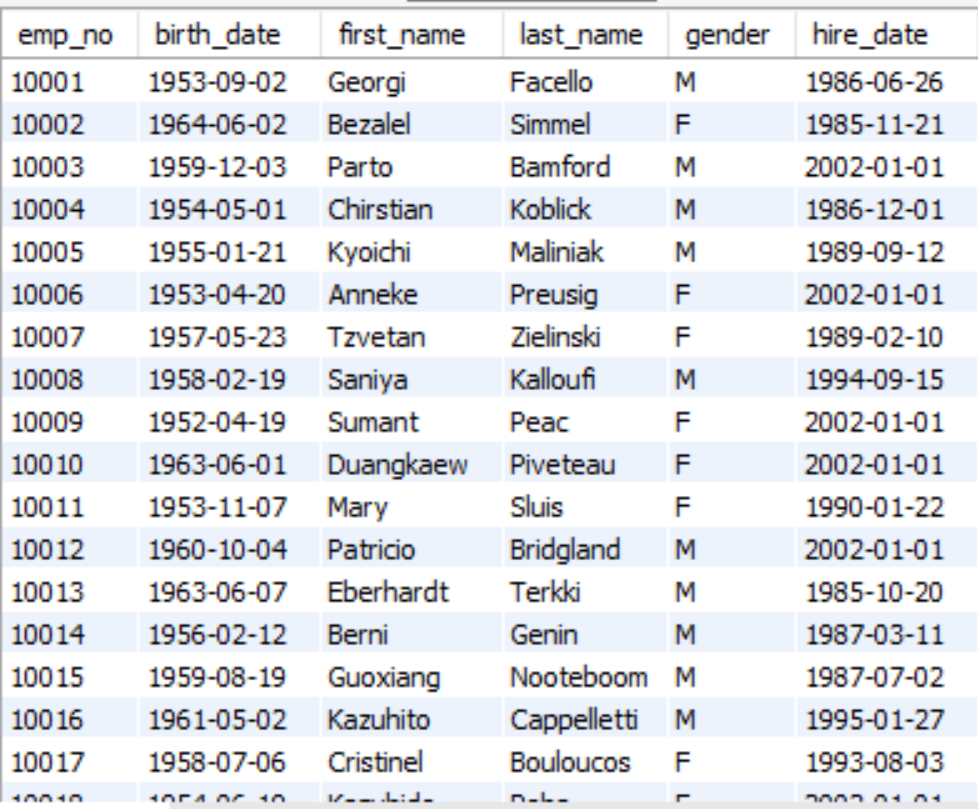 emp_no birth_date first_name last_name gender hire_date
10001 1953-09-02 Georgi Facello M 1986-06-26
10002 1964-06-02 Bezalel Simmel F 1985-11-21
10003 1959-12-03 Parto Bamford M 2002-01-01
10004 1954-05-01 Chirstian Koblick M 1986-12-01
10005 1955-01-21 Kyoichi Maliniak M 1989-09-12
10006 1953-04-20 Anneke Preusig F 2002-01-01
10007 1957-05-23 Tzvetan Zielinski F 1989-02-10
10008 1958-02-19 Saniya Kalloufi M 1994-09-15
10009 1952-04-19 Sumant Peac F 2002-01-01
10010 1963-06-01 Duangkaew Piveteau F 2002-01-01
10011 1953-11-07 Mary Sluis F 1990-01-22
10012 1960-10-04 Patricio Bridgland M 2002-01-01
10013 1963-06-07 Eberhardt Terkki M 1985-10-20
10014 1956-02-12 Berni Genin M 1987-03-11
10015 1959-08-19 Guoxiang Nooteboom M 1987-07-02
10016 1961-05-02 Kazuhito Cappelletti M 1995-01-27
10017 1958-07-06 Cristinel Bouloucos F 1993-08-03